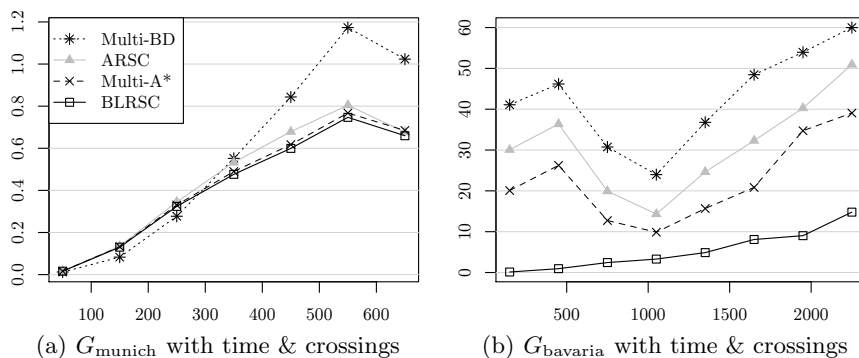 0.0 0.2 0.4 0.6 0.8 1.0 1.2
Multi-BD
ARSC
Multi-A*
BLRSC
100 200 300 400 500 600
(a) G_munich with time & crossings
0 10 20 30 40 50 60
500 1000 1500 2000
(b) G_bavaria with time & crossings